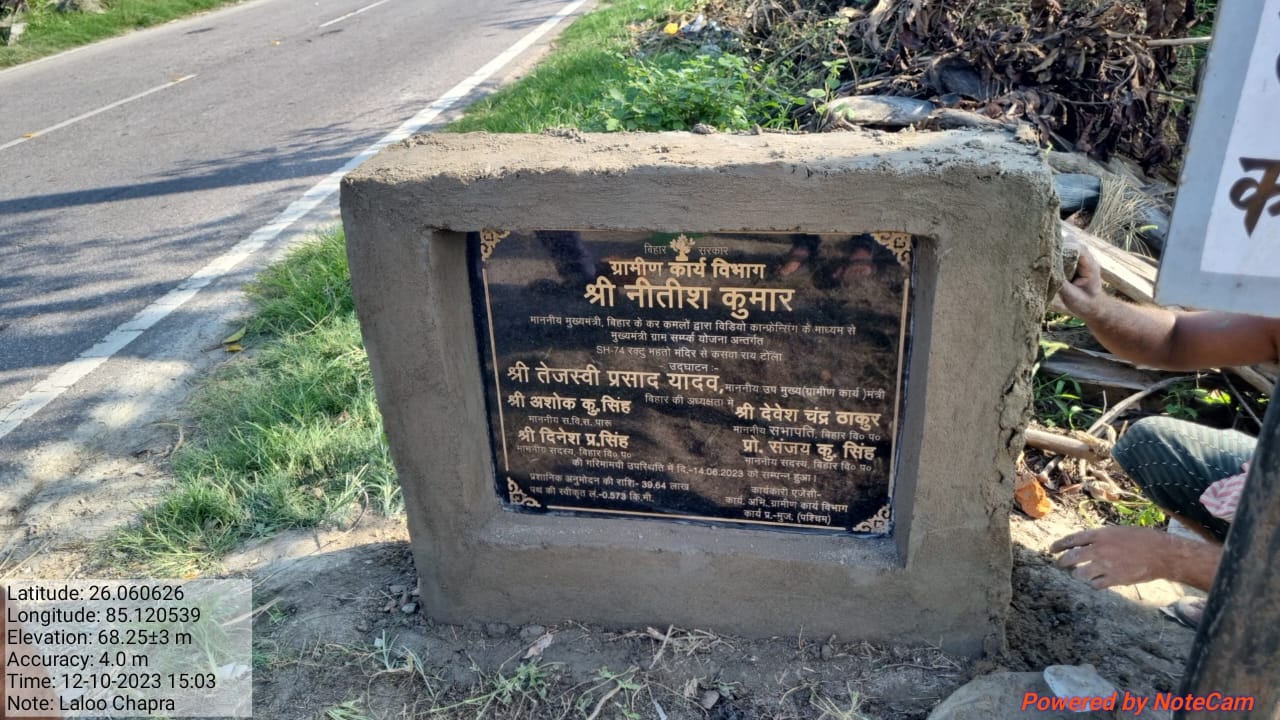 बिहार सरकार
ग्रामीण कार्य विभाग
श्री नीतीश कुमार
माननीय मुख्यमंत्री, बिहार के कर कमलों द्वारा विडियो कान्फ्रेन्सिंग के माध्यम से
मुख्यमंत्री ग्राम सर्म्पक योजना अन्तर्गत
SH-74 रक्टु महतो मंदिर से कसवा राय टोला
उद्घाटन :-
श्री तेजस्वी प्रसाद यादव, माननीय उप मुख्य(ग्रामीण कार्य )मंत्री
बिहार की अध्यक्षता में
श्री अशोक कु.सिंह
माननीय स.वि.स. पारू
श्री देवेश चंद्र ठाकुर
माननीय सभापति, बिहार वि० प०
श्री दिनेश प्र.सिंह
माननीय सदस्य, बिहार वि० प०
प्रो. संजय कु. सिंह
माननीय सदस्य, बिहार वि० प०
की गरिमामयी उपस्थिति में दि.-14.06.2023 को सम्पन्न हुआ।
प्रशानिक अनुमोदन की राशि- 39.64 लाख
पथ की स्वीकृत लं.-0.573 कि.मी.
कार्यकारी एजेंसी-
कार्य. अभि. ग्रामीण कार्य विभाग
कार्य प्र.-मुज. (पश्चिम)
Latitude: 26.060626
Longitude: 85.120539
Elevation: 68.25±3 m
Accuracy: 4.0 m
Time: 12-10-2023 15:03
Note: Laloo Chapra
Powered by NoteCam